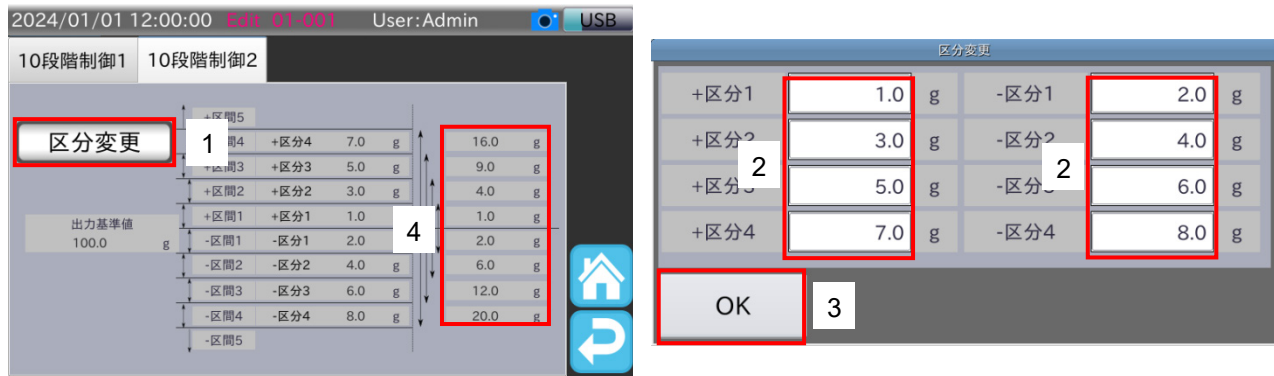 2024/01/01 12:00:00 Edit 01-001 User:Admin USB
10段階制御1 10段階制御2
区分変更
1
+区間5
間4 +区分4 7.0 g 16.0 g
+区間3 +区分3 5.0 g 9.0 g
+区間2 +区分2 3.0 g 4.0 g
+区間1 +区分1 1.0 g 1.0 g
出力基準値
100.0 g
4
-区間1 -区分1 2.0 2.0 g
-区間2 -区分2 4.0 g 6.0 g
-区間3 -区分3 6.0 g 12.0 g
-区間4 -区分4 8.0 g 20.0 g
-区間5
区分変更
+区分1 1.0 g -区分1 2.0 g
+区分2 3.0 g -区分2 4.0 g
2 2
+区分3 5.0 g -区分3 6.0 g
+区分4 7.0 g -区分4 8.0 g
OK 3